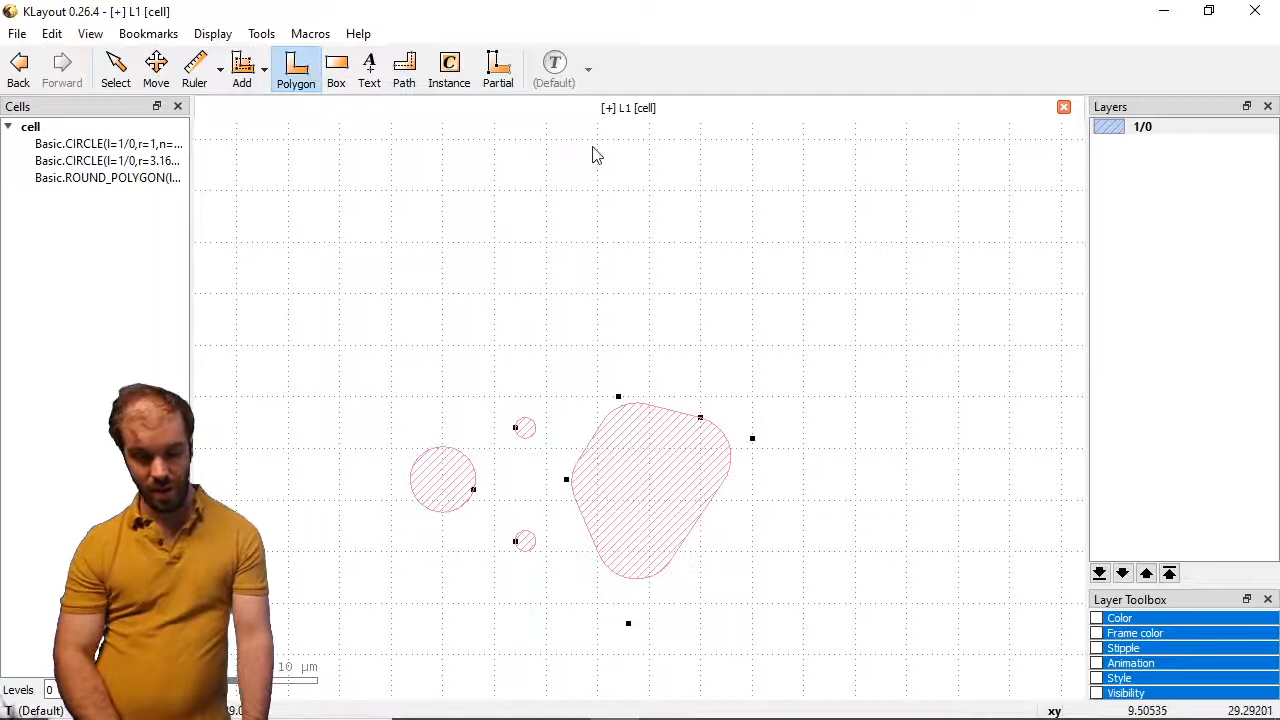 KLayout 0.26.4 - [+] L1 [cell]
File Edit View Bookmarks Display Tools Macros Help
Back Forward Select Move Ruler Add Polygon Box Text Path Instance Partial (Default)
Cells
[+] L1 [cell]
Layers
cell
1/0
Basic.CIRCLE(l=1/0,r=1,n=...
Basic.CIRCLE(l=1/0,r=3.16...
Basic.ROUND_POLYGON(l...
Layer Toolbox
Color
Frame color
Stipple
Animation
Style
Visibility
10 µm
Levels 0
T (Default)
xy 9.50535 29.29201